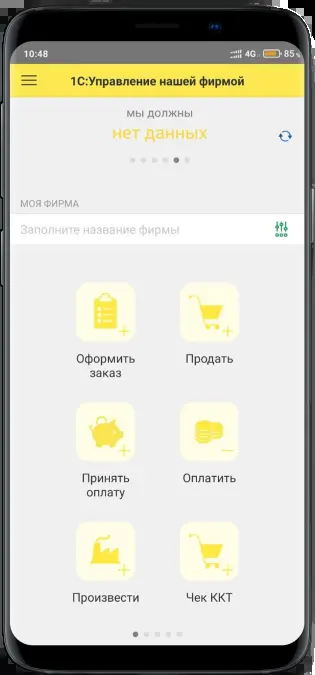 10:48 4G 85
1С:Управление нашей фирмой
мы должны
нет данных
МОЯ ФИРМА
Заполните название фирмы
Оформить
заказ
Продать
Принять
оплату
Оплатить
Произвести
Чек ККТ